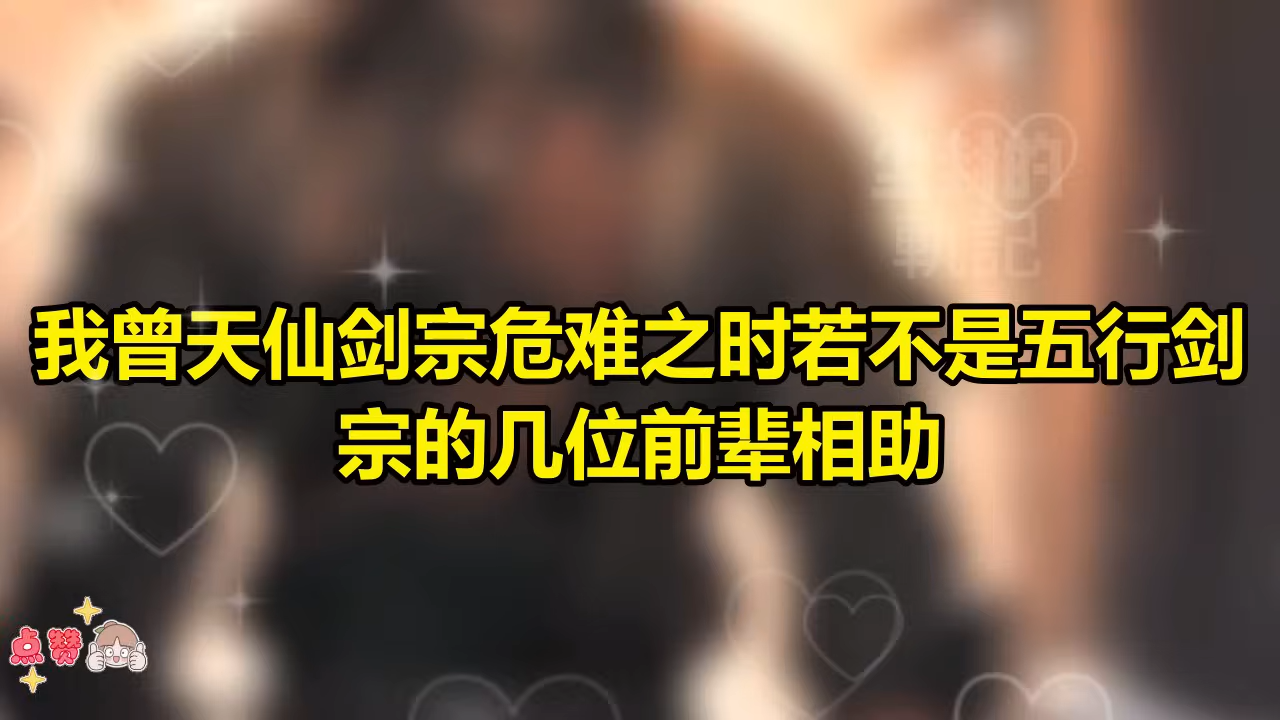 我曾天仙剑宗危难之时若不是五行剑
宗的几位前辈相助
点赞